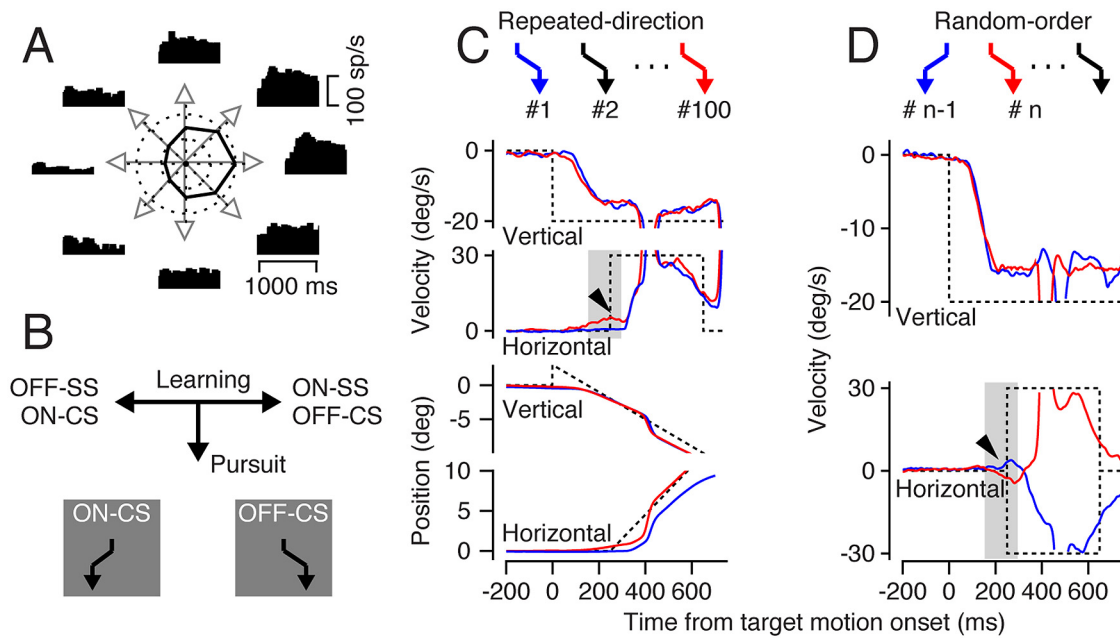 A
100 sp/s
1000 ms
B
OFF-SS
ON-CS
Learning
ON-SS
OFF-CS
Pursuit
ON-CS
OFF-CS
C
Repeated-direction
#1
#2
. . .
#100
Velocity (deg/s)
0
-20
Vertical
Velocity (deg/s)
30
0
Horizontal
Position (deg)
0
-5
Vertical
10
5
0
Horizontal
-200 0 200 400 600
D
Random-order
# n-1
# n
. . .
Velocity (deg/s)
0
-10
-20
Vertical
30
0
-30
Horizontal
-200 0 200 400 600
Time from target motion onset (ms)